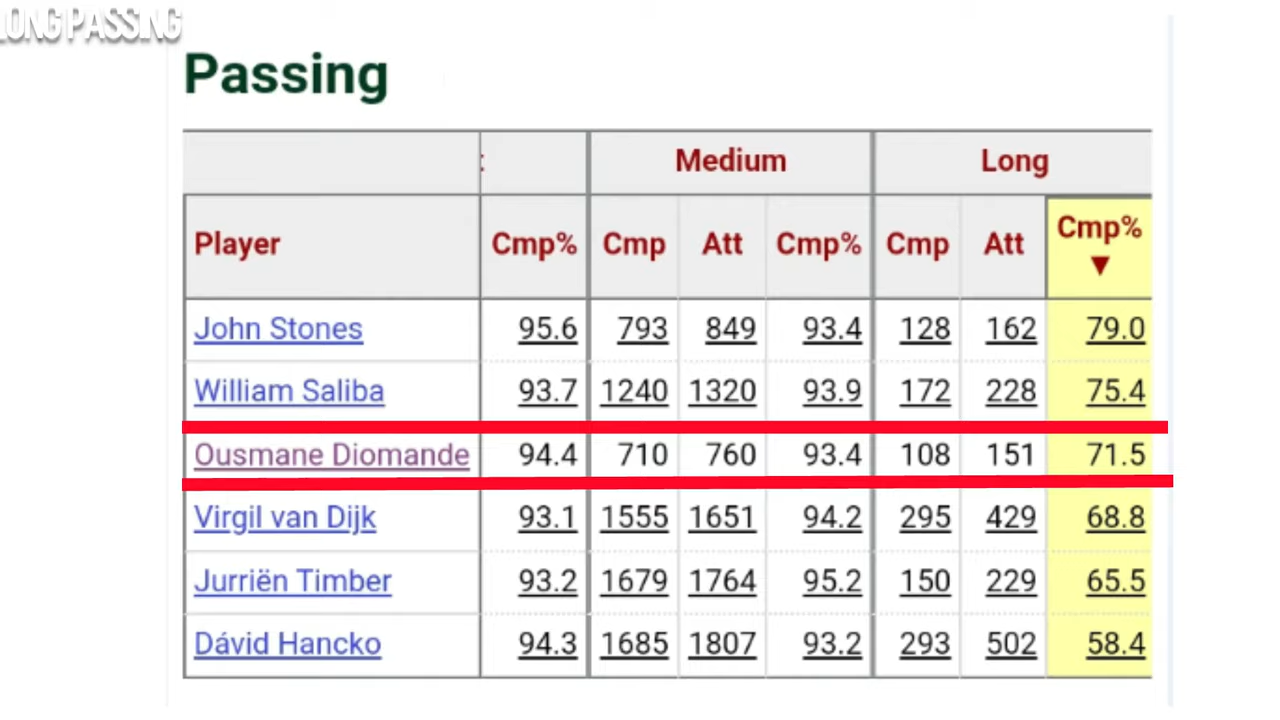 LONG PASSING
Passing
Medium Long
Player Cmp% Cmp Att Cmp% Cmp Att Cmp% ▼
John Stones 95.6 793 849 93.4 128 162 79.0
William Saliba 93.7 1240 1320 93.9 172 228 75.4
Ousmane Diomande 94.4 710 760 93.4 108 151 71.5
Virgil van Dijk 93.1 1555 1651 94.2 295 429 68.8
Jurriën Timber 93.2 1679 1764 95.2 150 229 65.5
Dávid Hancko 94.3 1685 1807 93.2 293 502 58.4